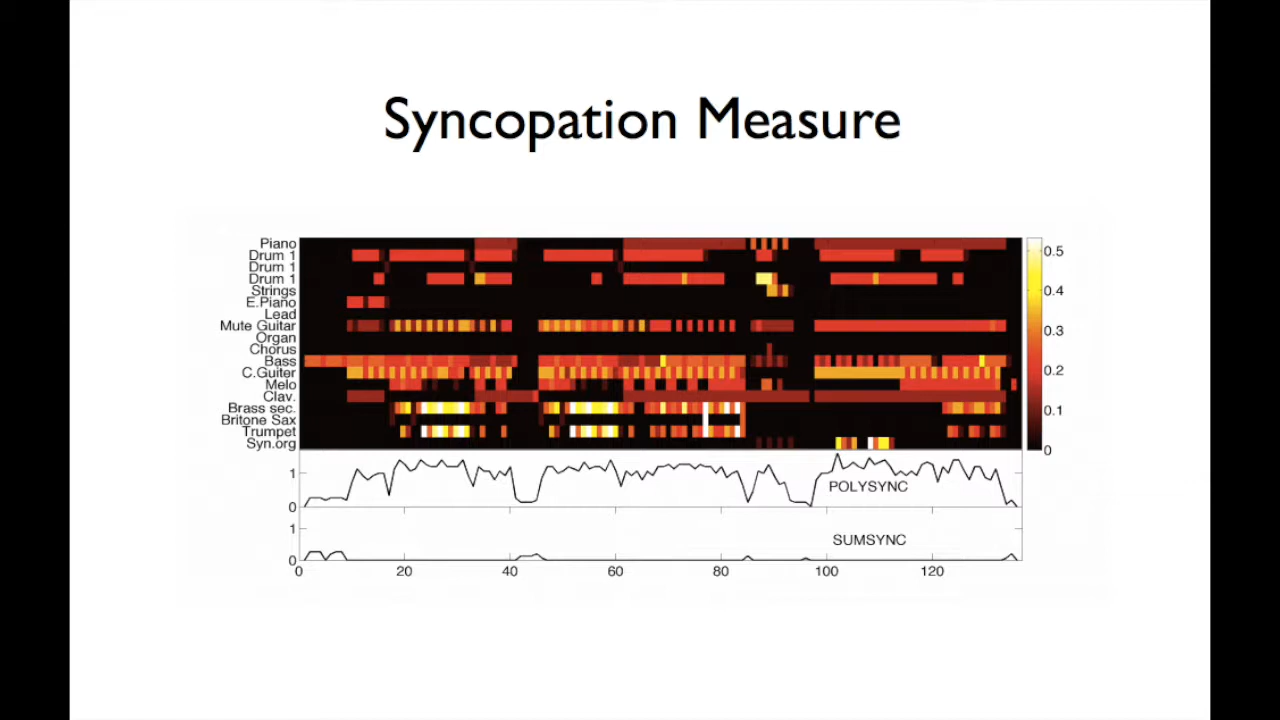 Syncopation Measure
Piano
Drum 1
Drum 1
Drum 1
Strings
E.Piano
Lead
Mute Guitar
Organ
Chorus
Bass
C.Guiter
Melo
Clav.
Brass sec.
Britone Sax
Trumpet
Syn.org
0.5
0.4
0.3
0.2
0.1
0
1
POLYSYNC
0
1
SUMSYNC
0
0 20 40 60 80 100 120